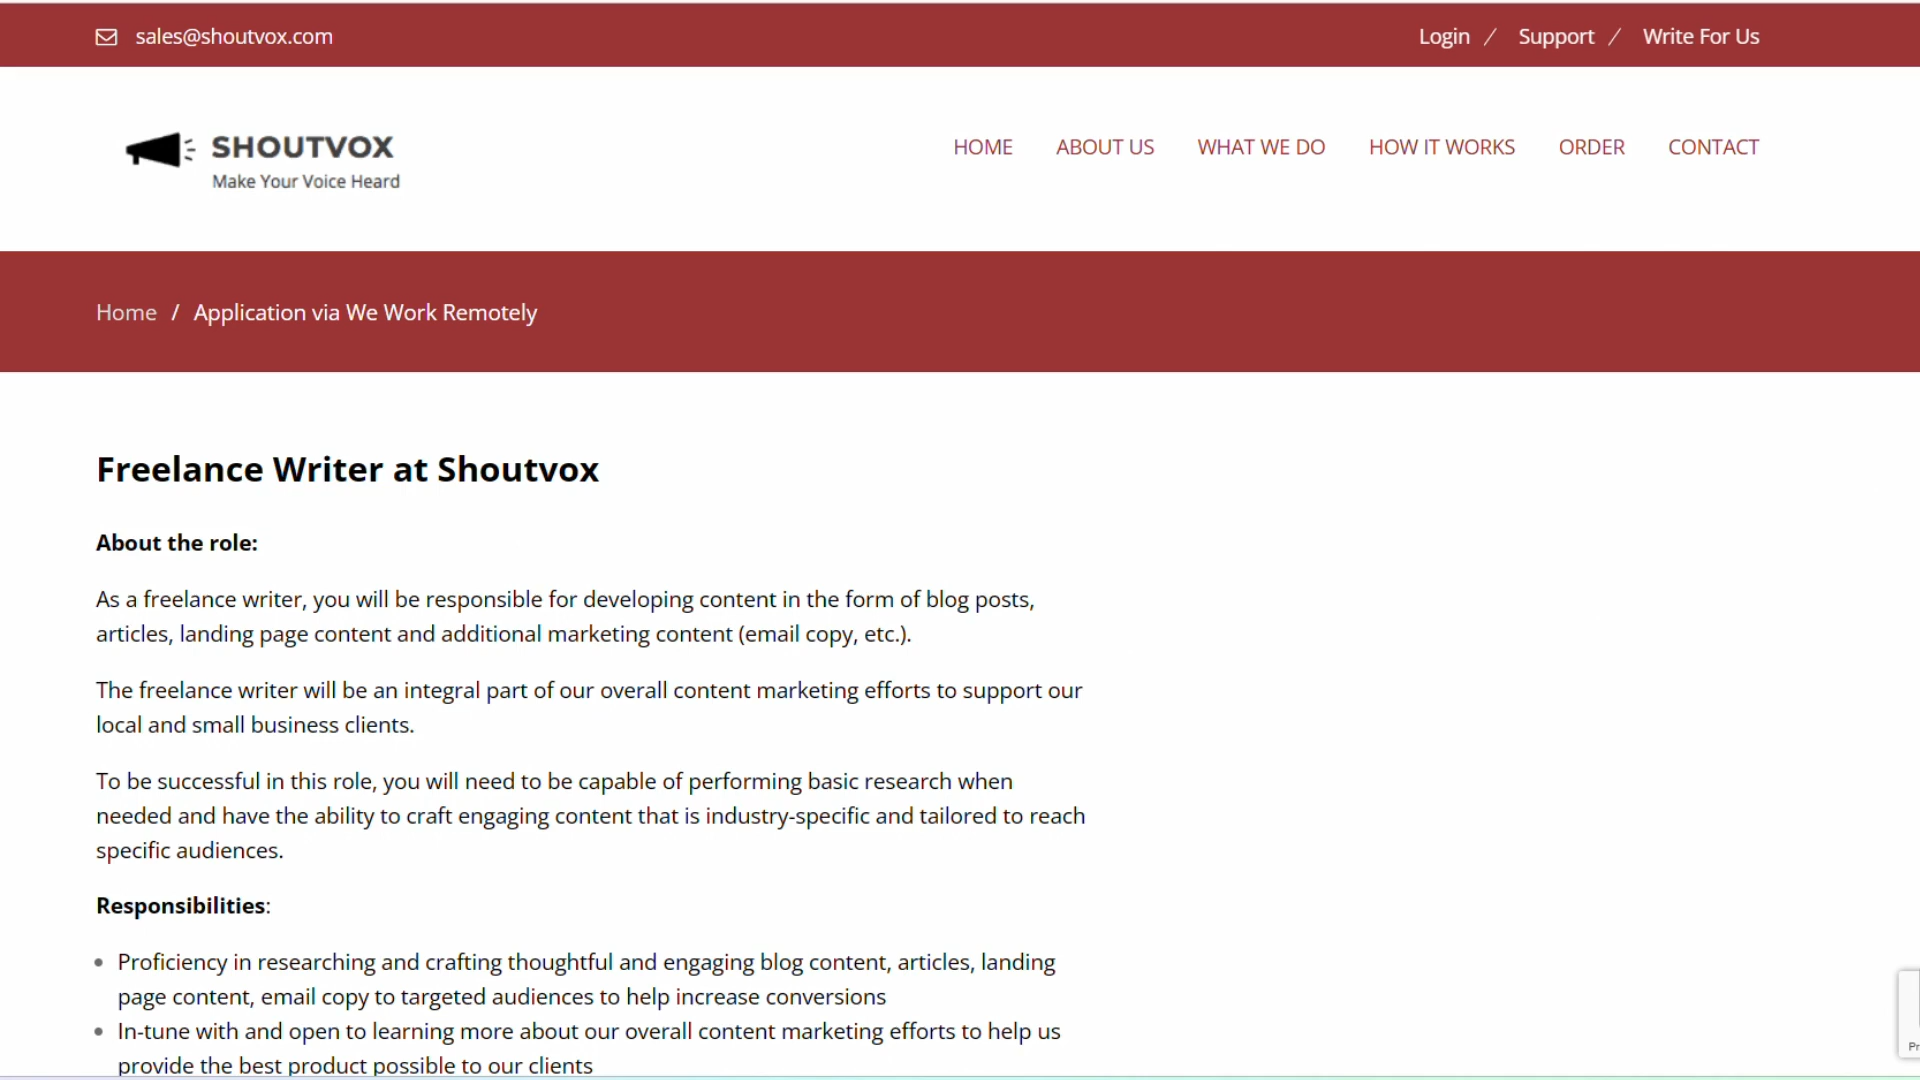 sales@shoutvox.com
Login / Support / Write For Us
SHOUTVOX
Make Your Voice Heard
HOME ABOUT US WHAT WE DO HOW IT WORKS ORDER CONTACT
Home / Application via We Work Remotely
Freelance Writer at Shoutvox
About the role:
As a freelance writer, you will be responsible for developing content in the form of blog posts,
articles, landing page content and additional marketing content (email copy, etc.).
The freelance writer will be an integral part of our overall content marketing efforts to support our
local and small business clients.
To be successful in this role, you will need to be capable of performing basic research when
needed and have the ability to craft engaging content that is industry-specific and tailored to reach
specific audiences.
Responsibilities:
• Proficiency in researching and crafting thoughtful and engaging blog content, articles, landing
page content, email copy to targeted audiences to help increase conversions
• In-tune with and open to learning more about our overall content marketing efforts to help us
provide the best product possible to our clients
Pr